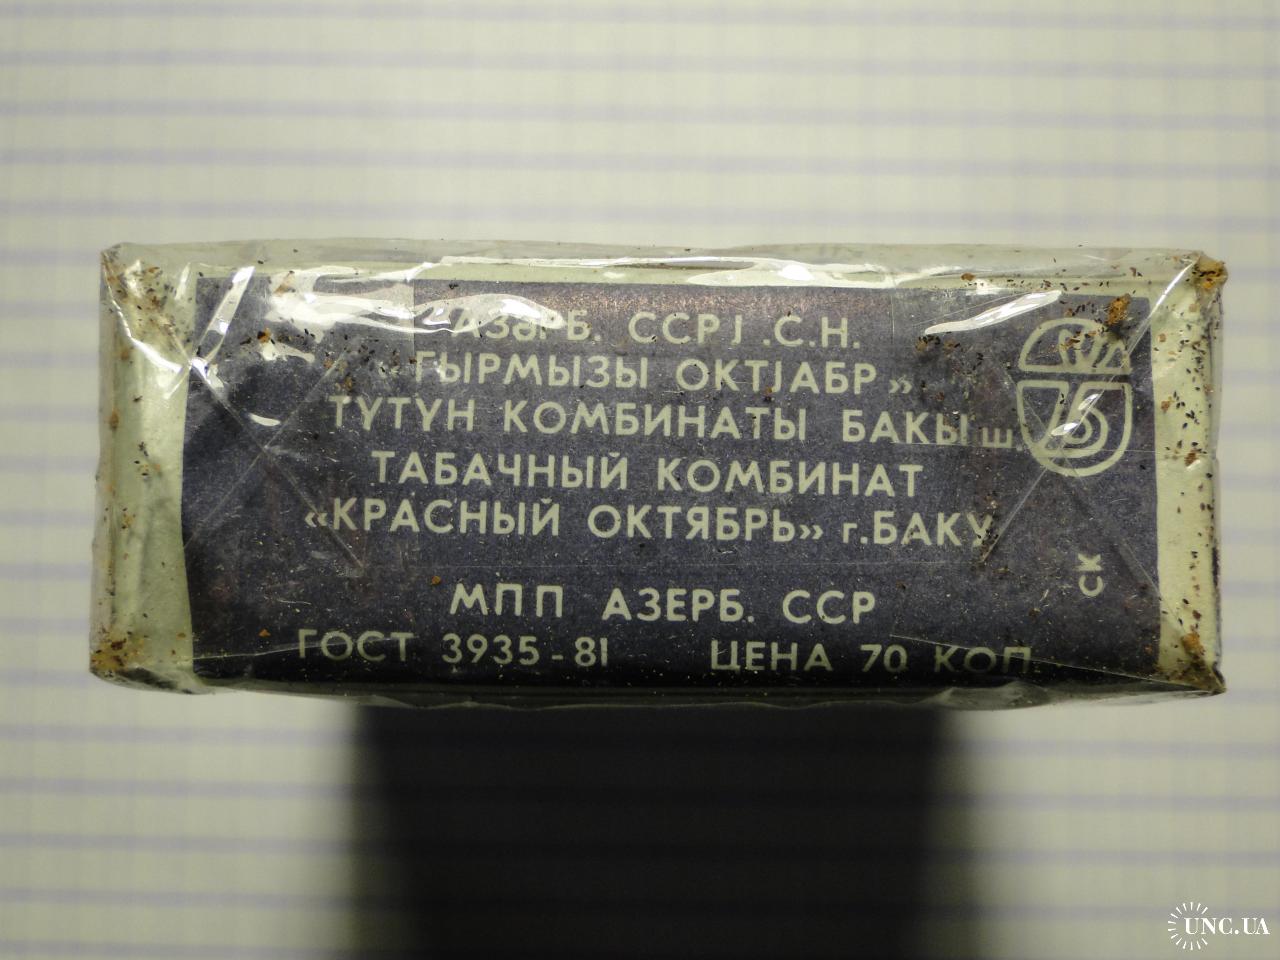 АЗӘРБ. ССР Ј.С.Н.
«ГЫРМЫЗЫ ОКТЈАБР»
ТҮТҮН КОМБИНАТЫ БАКЫ Ш.
ТАБАЧНЫЙ КОМБИНАТ
«КРАСНЫЙ ОКТЯБРЬ» г.БАКУ
МПП АЗЕРБ. ССР
ГОСТ 3935-81 ЦЕНА 70 КОП
СК
UNC.UA